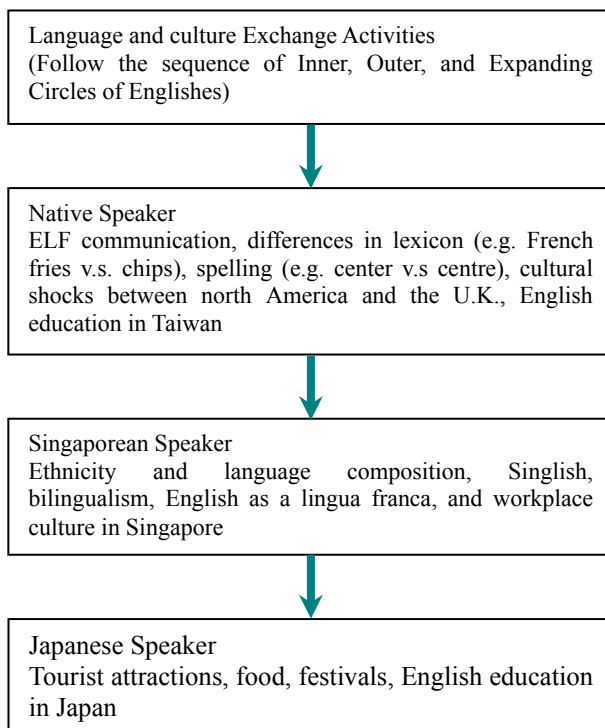 Language and culture Exchange Activities
(Follow the sequence of Inner, Outer, and Expanding
Circles of Englishes)
Native Speaker
ELF communication, differences in lexicon (e.g. French
fries v.s. chips), spelling (e.g. center v.s centre), cultural
shocks between north America and the U.K., English
education in Taiwan
Singaporean Speaker
Ethnicity and language composition, Singlish,
bilingualism, English as a lingua franca, and workplace
culture in Singapore
Japanese Speaker
Tourist attractions, food, festivals, English education
in Japan